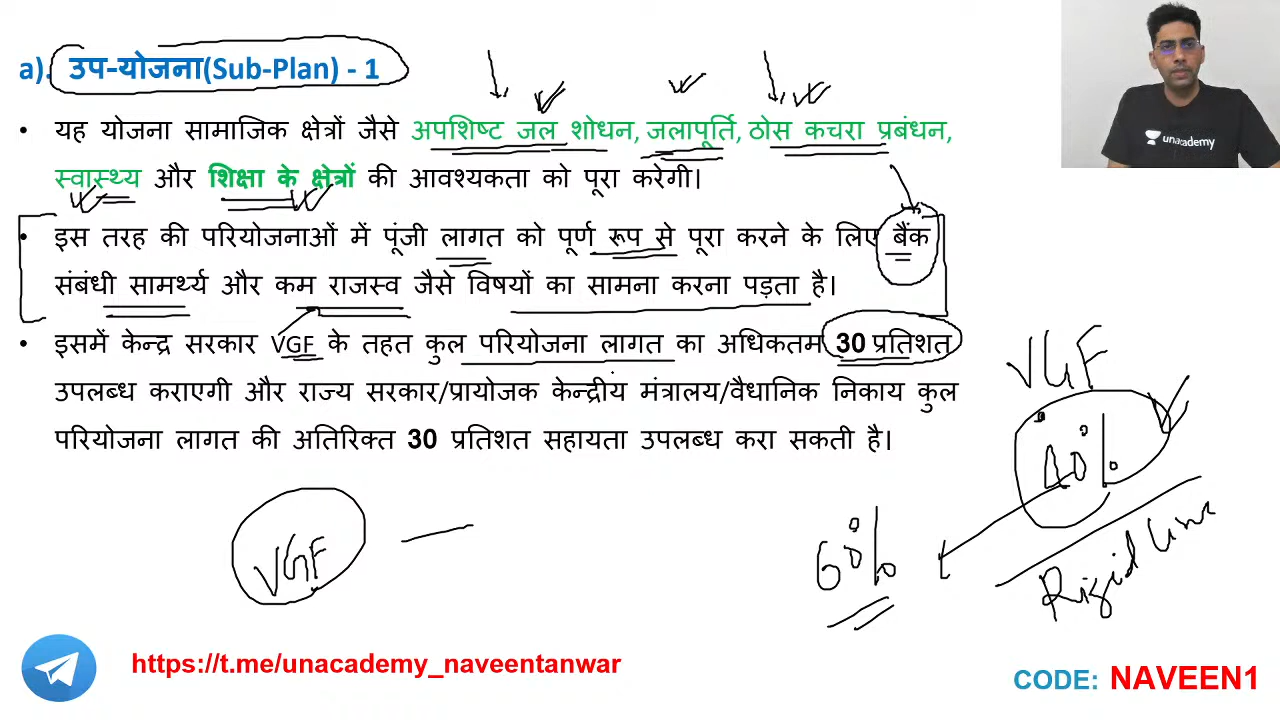 a). उप-योजना(Sub-Plan) - 1
unacademy
• यह योजना सामाजिक क्षेत्रों जैसे अपशिष्ट जल शोधन, जलापूर्ति, ठोस कचरा प्रबंधन,
स्वास्थ्य और शिक्षा के क्षेत्रों की आवश्यकता को पूरा करेगी।
• इस तरह की परियोजनाओं में पूंजी लागत को पूर्ण रूप से पूरा करने के लिए बैंक
संबंधी सामर्थ्य और कम राजस्व जैसे विषयों का सामना करना पड़ता है।
• इसमें केन्द्र सरकार VGF के तहत कुल परियोजना लागत का अधिकतम 30 प्रतिशत
उपलब्ध कराएगी और राज्य सरकार/प्रायोजक केन्द्रीय मंत्रालय/वैधानिक निकाय कुल
परियोजना लागत की अतिरिक्त 30 प्रतिशत सहायता उपलब्ध करा सकती है।
VGF
40%
60%
Rigid line
VGF
https://t.me/unacademy_naveentanwar
CODE: NAVEEN1